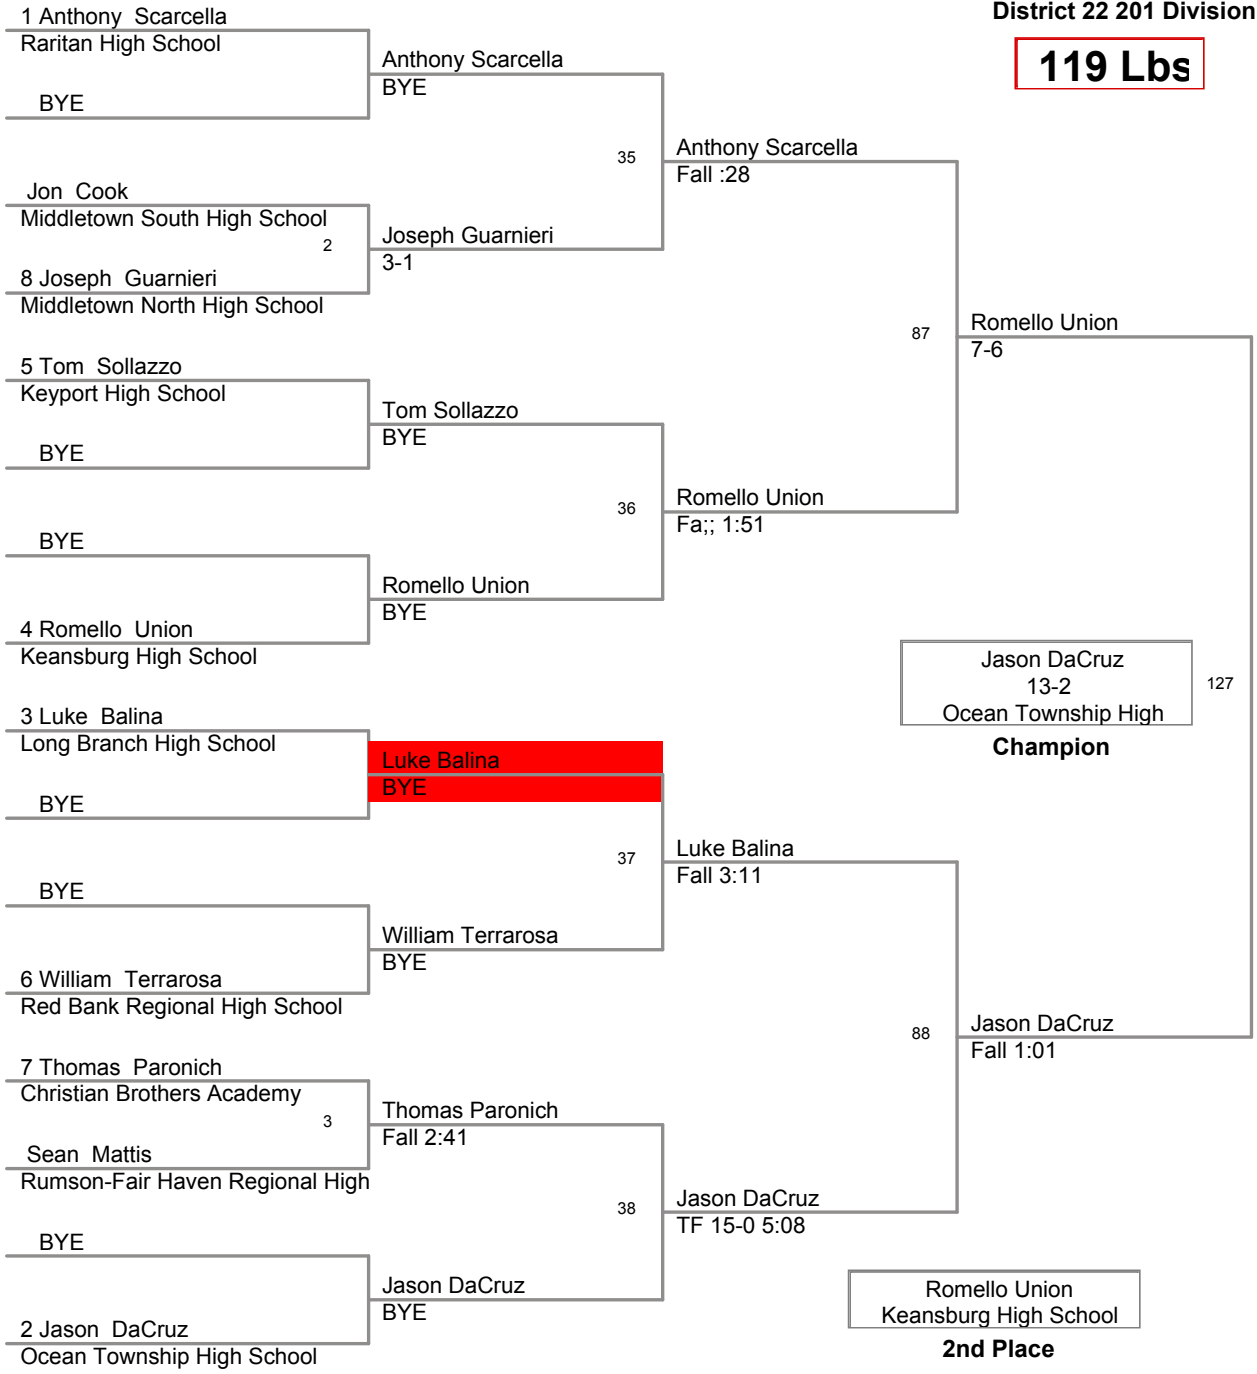 District 22 201 Division
119 Lbs
1 Anthony Scarcella
Raritan High School
BYE
Jon Cook
Middletown South High School
2
8 Joseph Guarnieri
Middletown North High School
5 Tom Sollazzo
Keyport High School
BYE
BYE
4 Romello Union
Keansburg High School
3 Luke Balina
Long Branch High School
BYE
BYE
6 William Terrarosa
Red Bank Regional High School
7 Thomas Paronich
Christian Brothers Academy
3
Sean Mattis
Rumson-Fair Haven Regional High
BYE
2 Jason DaCruz
Ocean Township High School
Anthony Scarcella
BYE
35
Joseph Guarnieri
3-1
Tom Sollazzo
BYE
36
Romello Union
BYE
Luke Balina
BYE
37
William Terrarosa
BYE
Thomas Paronich
Fall 2:41
38
Jason DaCruz
BYE
Anthony Scarcella
Fall :28
87
Romello Union
Fa;; 1:51
Luke Balina
Fall 3:11
88
Jason DaCruz
TF 15-0 5:08
Romello Union
7-6
Jason DaCruz
Fall 1:01
Jason DaCruz
13-2
Ocean Township High
127
Champion
Romello Union
Keansburg High School
2nd Place